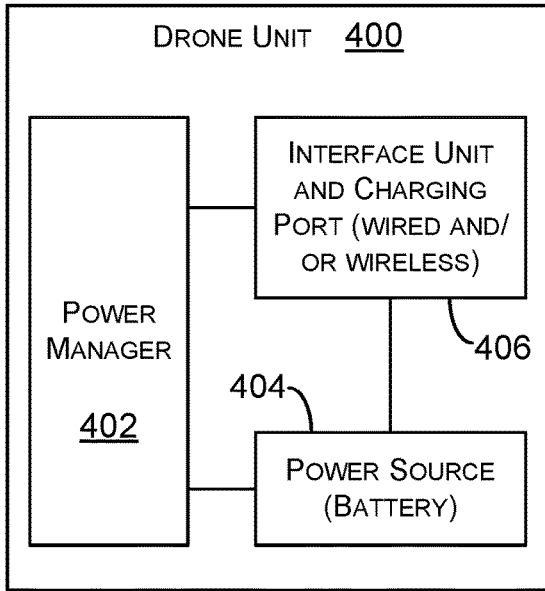 DRONE UNIT 400
INTERFACE UNIT
AND CHARGING
PORT (WIRED AND/
OR WIRELESS)
406
POWER
MANAGER
402
404
POWER SOURCE
(BATTERY)